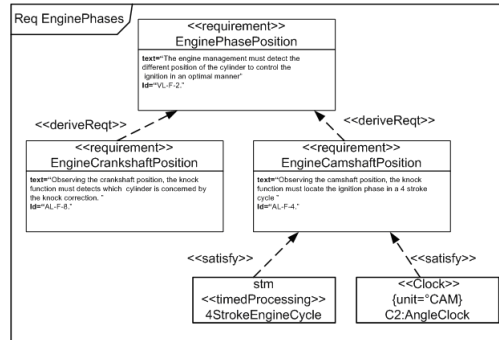 Req EnginePhases
<<requirement>>
EnginePhasePosition
text="The engine management must detect the
different position of the cylinder to control the
ignition in an optimal manner"
Id="VL-F-2."
<<deriveReqt>>
<<deriveReqt>>
<<requirement>>
EngineCrankshaftPosition
text="Observing the crankshaft position, the knock
function must detects which cylinder is concerned by
the knock correction. "
Id="AL-F-8."
<<requirement>>
EngineCamshaftPosition
text="Observing the camshaft position, the knock
function must locate the ignition phase in a 4 stroke
cycle "
Id="AL-F-4."
<<satisfy>>
<<satisfy>>
stm
<<timedProcessing>>
4StrokeEngineCycle
<<Clock>>
{unit=°CAM}
C2:AngleClock